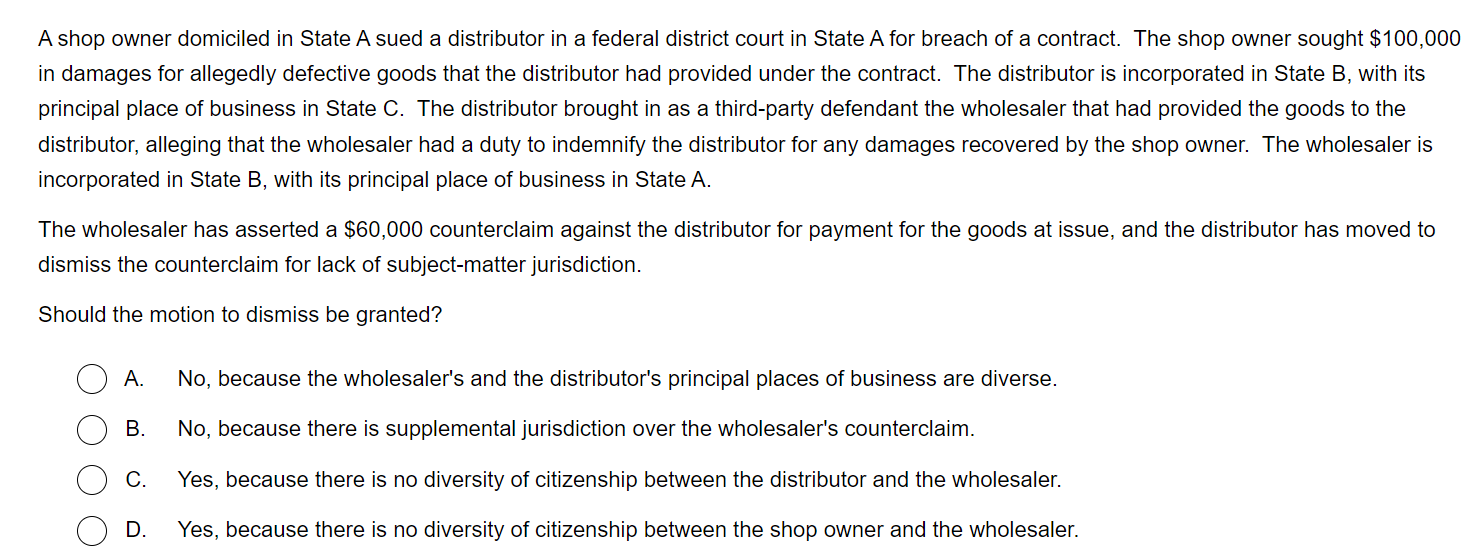 A shop owner domiciled in State A sued a distributor in a federal district court in State A for breach of a contract.  The shop owner sought $100,000
in damages for allegedly defective goods that the distributor had provided under the contract.  The distributor is incorporated in State B, with its
principal place of business in State C.  The distributor brought in as a third-party defendant the wholesaler that had provided the goods to the
distributor, alleging that the wholesaler had a duty to indemnify the distributor for any damages recovered by the shop owner.  The wholesaler is
incorporated in State B, with its principal place of business in State A.
The wholesaler has asserted a $60,000 counterclaim against the distributor for payment for the goods at issue, and the distributor has moved to
dismiss the counterclaim for lack of subject-matter jurisdiction.
Should the motion to dismiss be granted?
A. No, because the wholesaler's and the distributor's principal places of business are diverse.
B. No, because there is supplemental jurisdiction over the wholesaler's counterclaim.
C. Yes, because there is no diversity of citizenship between the distributor and the wholesaler.
D. Yes, because there is no diversity of citizenship between the shop owner and the wholesaler.